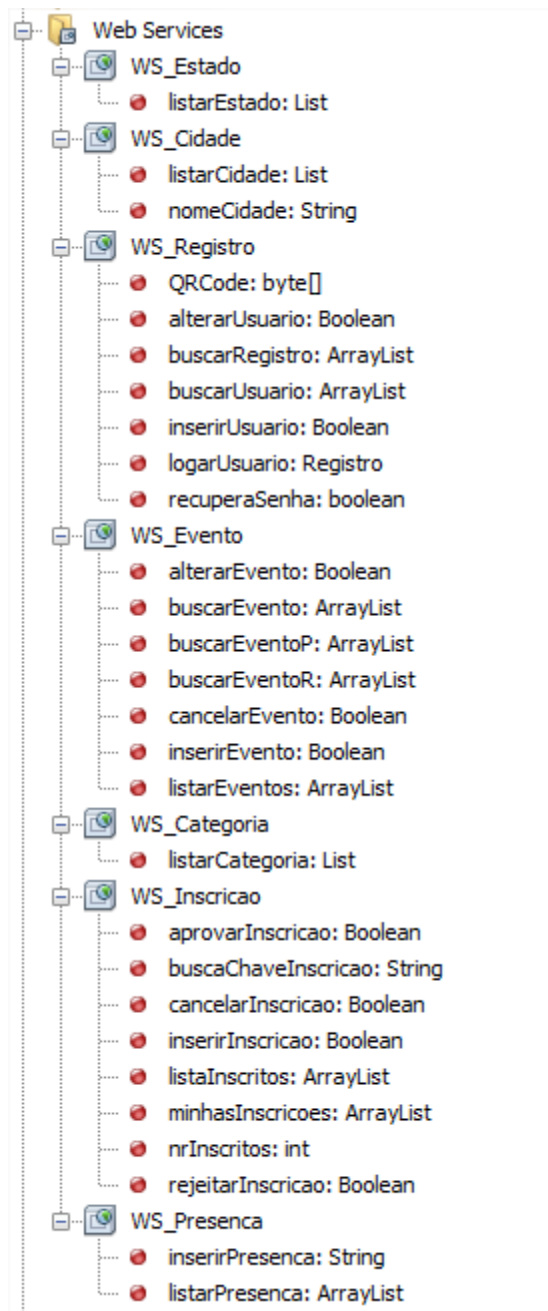 Web Services
WS_Estado
listarEstado: List
WS_Cidade
listarCidade: List
nomeCidade: String
WS_Registro
QRCode: byte[]
alterarUsuario: Boolean
buscarRegistro: ArrayList
buscarUsuario: ArrayList
inserirUsuario: Boolean
logarUsuario: Registro
recuperaSenha: boolean
WS_Evento
alterarEvento: Boolean
buscarEvento: ArrayList
buscarEventoP: ArrayList
buscarEventoR: ArrayList
cancelarEvento: Boolean
inserirEvento: Boolean
listarEventos: ArrayList
WS_Categoria
listarCategoria: List
WS_Inscricao
aprovarInscricao: Boolean
buscaChaveInscricao: String
cancelarInscricao: Boolean
inserirInscricao: Boolean
listaInscritos: ArrayList
minhasInscricoes: ArrayList
nrInscritos: int
rejeitarInscricao: Boolean
WS_Presenca
inserirPresenca: String
listarPresenca: ArrayList